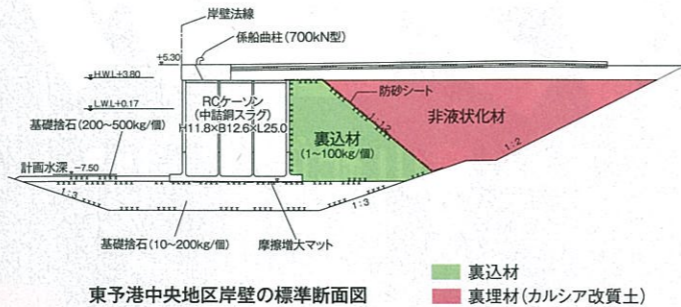 岸壁法線
係船曲柱(700kN型)
+5.30
H.W.L+3.80
防砂シート
RCケーソン
(中詰銅スラグ)
H11.8×B12.6×L25.0
L.W.L+0.17
非液状化材
1:1.2
基礎捨石(200~500kg/個)
裏込材
(1~100kg/個)
1:2
計画水深
-7.50
1:3
1:3
基礎捨石(10~200kg/個)
摩擦増大マット
東予港中央地区岸壁の標準断面図
裏込材
裏埋材(カルシア改質土)